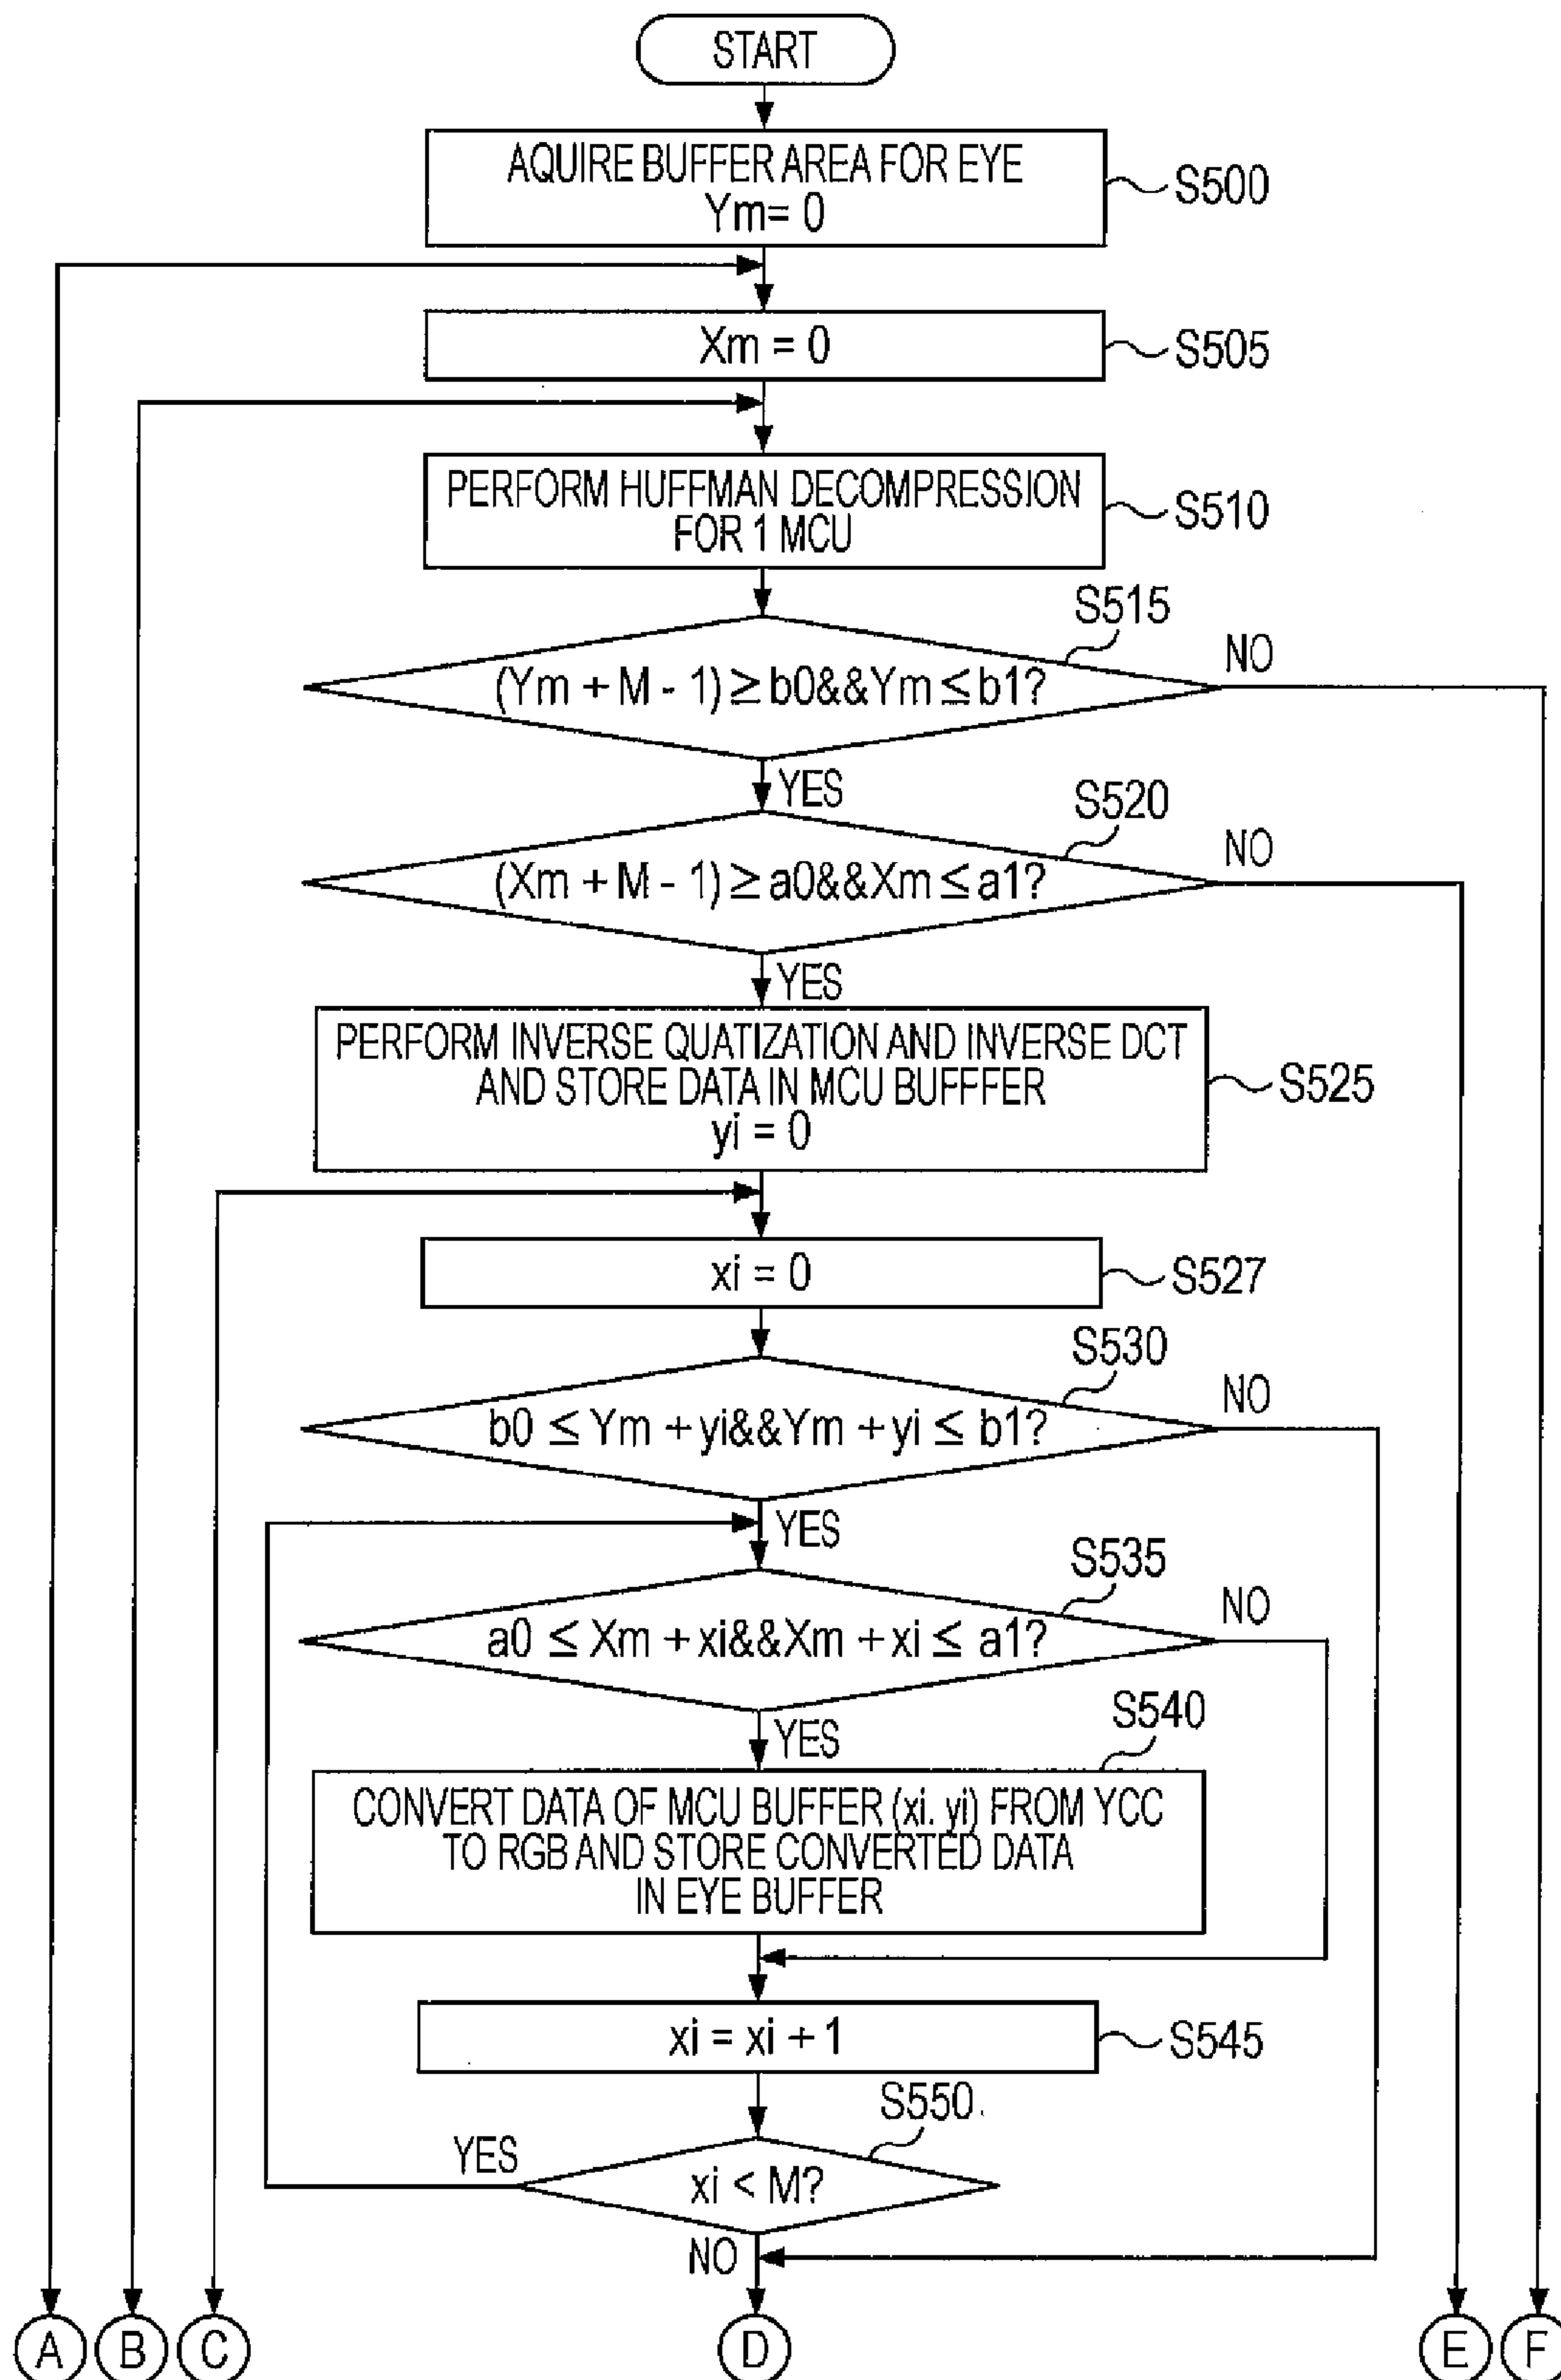 START
AQUIRE BUFFER AREA FOR EYE
Ym= 0
S500
Xm = 0
S505
PERFORM HUFFMAN DECOMPRESSION
FOR 1 MCU
S510
S515
(Ym + M - 1) ≥ b0&&Ym ≤ b1?
NO
YES
S520
(Xm + M - 1) ≥ a0&&Xm ≤ a1?
NO
YES
PERFORM INVERSE QUATIZATION AND INVERSE DCT
AND STORE DATA IN MCU BUFFFER
yi = 0
S525
xi = 0
S527
S530
b0 ≤ Ym + yi&&Ym + yi ≤ b1?
NO
YES
S535
a0 ≤ Xm + xi&&Xm + xi ≤ a1?
NO
YES
S540
CONVERT DATA OF MCU BUFFER (xi. yi) FROM YCC
TO RGB AND STORE CONVERTED DATA
IN EYE BUFFER
xi = xi + 1
S545
S550
YES
xi < M?
NO
A B C D E F